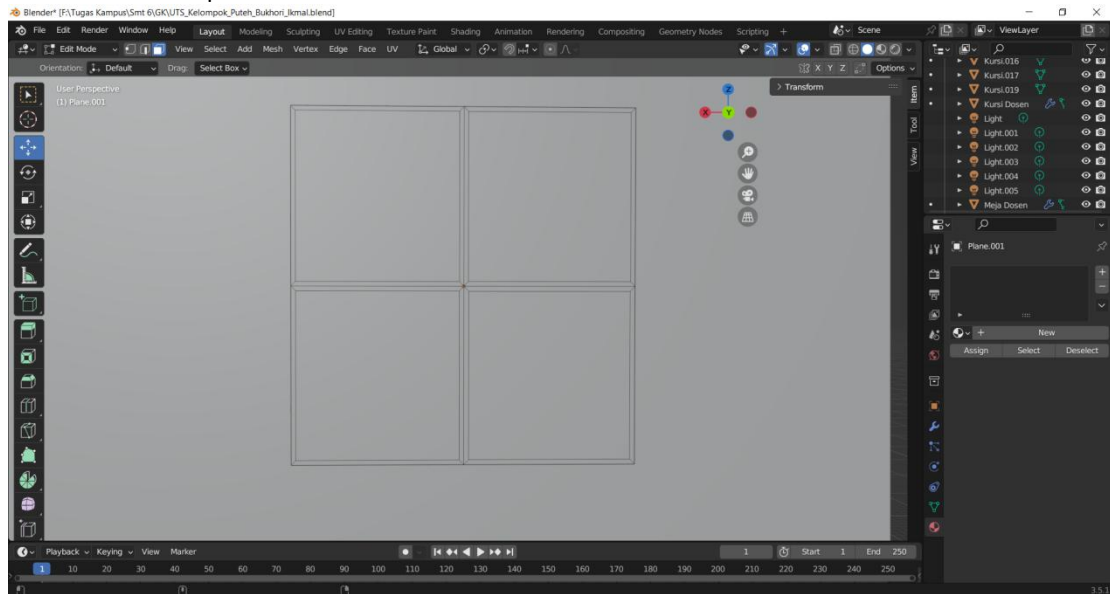 Blender* [F:\Tugas Kampus\Smt 6\GK\UTS_Kelompok_Puteh_Bukhori_Ikmal.blend]
File Edit Render Window Help Layout Modeling Sculpting UV Editing Texture Paint Shading Animation Rendering Compositing Geometry Nodes Scripting + Scene ViewLayer
Edit Mode View Select Add Mesh Vertex Edge Face UV Global
Orientation: Default Drag: Select Box X Y Z Options
User Perspective
(1) Plane.001
Z
X Y
Transform
Item
Tool
View
Kursi.016
Kursi.017
Kursi.019
Kursi Dosen
Light
Light.001
Light.002
Light.003
Light.004
Light.005
Meja Dosen
Plane.001
+ New
Assign Select Deselect
Playback Keying View Marker 1 Start 1 End 250
1 10 20 30 40 50 60 70 80 90 100 110 120 130 140 150 160 170 180 190 200 210 220 230 240 250
3.5.1